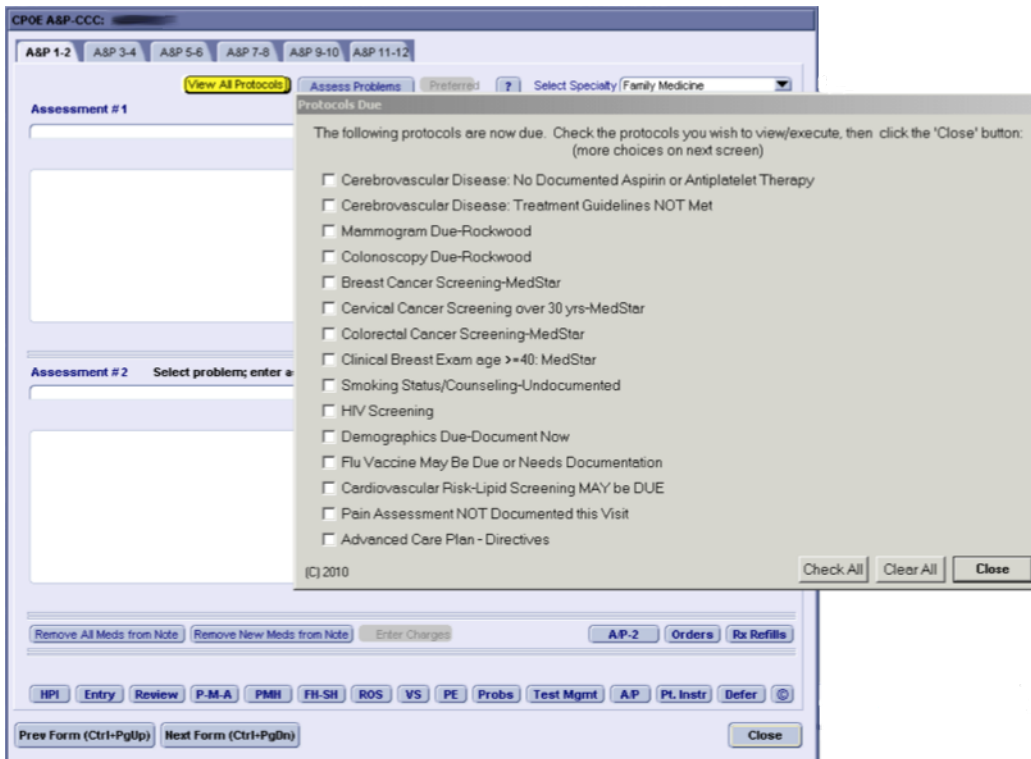 CPOE A&P-CCC:
A&P 1-2 A&P 3-4 A&P 5-6 A&P 7-8 A&P 9-10 A&P 11-12
View All Protocols Assess Problems Preferred ? Select Specialty Family Medicine
Assessment #1
Protocols Due
The following protocols are now due. Check the protocols you wish to view/execute, then click the 'Close' button:
(more choices on next screen)
Cerebrovascular Disease: No Documented Aspirin or Antiplatelet Therapy
Cerebrovascular Disease: Treatment Guidelines NOT Met
Mammogram Due-Rockwood
Colonoscopy Due-Rockwood
Breast Cancer Screening-MedStar
Cervical Cancer Screening over 30 yrs-MedStar
Colorectal Cancer Screening-MedStar
Clinical Breast Exam age >=40: MedStar
Assessment #2 Select problem; enter a
Smoking Status/Counseling-Undocumented
HIV Screening
Demographics Due-Document Now
Flu Vaccine May Be Due or Needs Documentation
Cardiovascular Risk-Lipid Screening MAY be DUE
Pain Assessment NOT Documented this Visit
Advanced Care Plan - Directives
(C) 2010 Check All Clear All Close
Remove All Meds from Note Remove New Meds from Note Enter Charges A/P-2 Orders Rx Refills
HPI Entry Review P-M-A PMH FH-SH ROS VS PE Probs Test Mgmt A/P Pt. Instr Defer ©
Prev Form (Ctrl+PgUp) Next Form (Ctrl+PgDn) Close